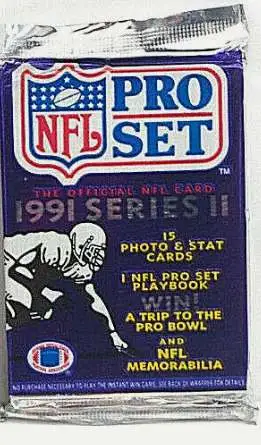 NFL
PRO
SET
TM
THE OFFICIAL NFL CARD
1991 SERIES II
15
PHOTO & STAT
CARDS
1 NFL PRO SET
PLAYBOOK
WIN!
A TRIP TO THE
PRO BOWL
AND
NFL
MEMORABILIA
NO PURCHASE NECESSARY TO PLAY THE INSTANT WIN GAME. SEE BACK OF WRAPPER FOR DETAILS